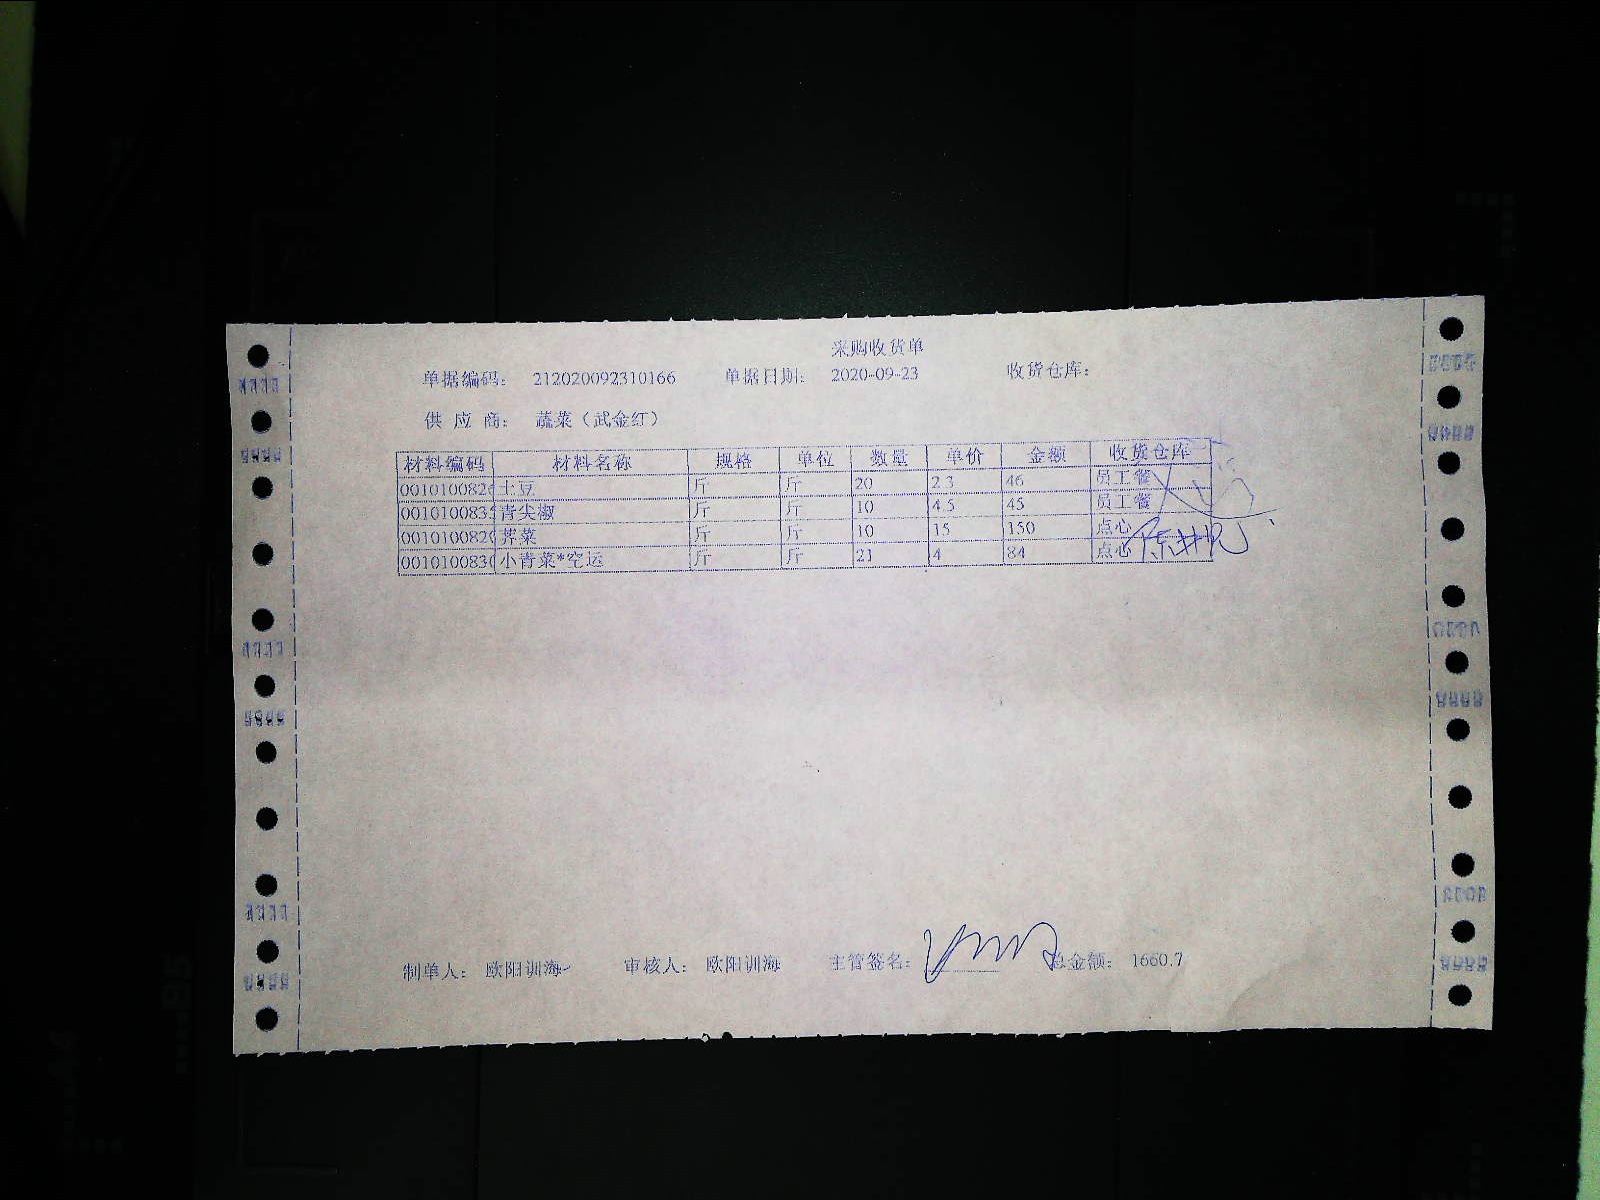 采购收货单
单据编码： 212020092310166 单据日期： 2020-09-23 收货仓库：
供 应 商： 蔬菜（武金红）
材料编码 材料名称 规格 单位 数量 单价 金额 收货仓库
001010082 土豆 斤 斤 20 2.3 46 员工餐
001010083 青尖椒 斤 斤 10 4.5 45 员工餐
001010082 荠菜 斤 斤 10 15 150 点心
001010083 小青菜*空运 斤 斤 21 4 84 点心
制单人： 欧阳训海 审核人： 欧阳训海 主管签名： 总金额： 1660.7